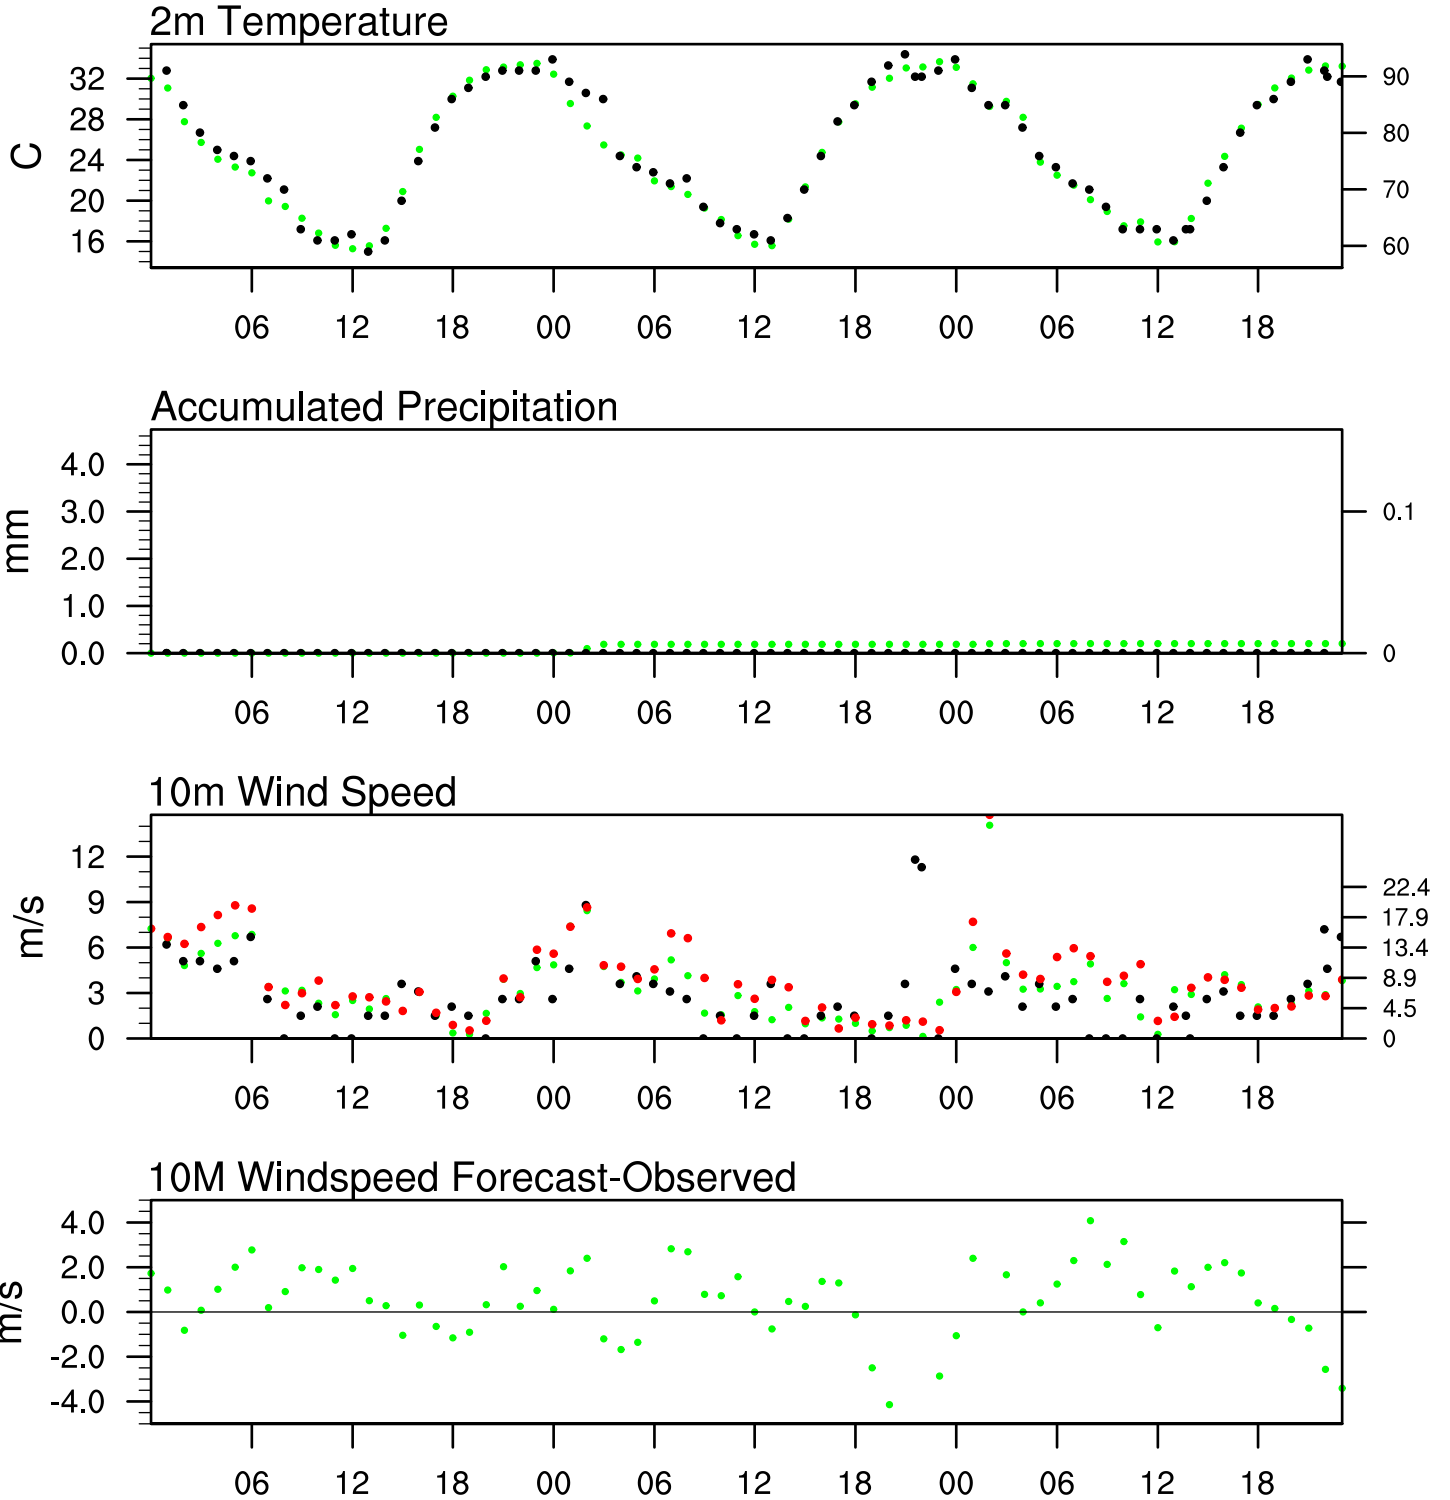 2m Temperature
C
32
28
24
20
16
90
80
70
60
06 12 18 00 06 12 18 00 06 12 18
Accumulated Precipitation
mm
4.0
3.0
2.0
1.0
0.0
0.1
0
06 12 18 00 06 12 18 00 06 12 18
10m Wind Speed
m/s
12
9
6
3
0
22.4
17.9
13.4
8.9
4.5
0
06 12 18 00 06 12 18 00 06 12 18
10M Windspeed Forecast-Observed
m/s
4.0
2.0
0.0
-2.0
-4.0
06 12 18 00 06 12 18 00 06 12 18